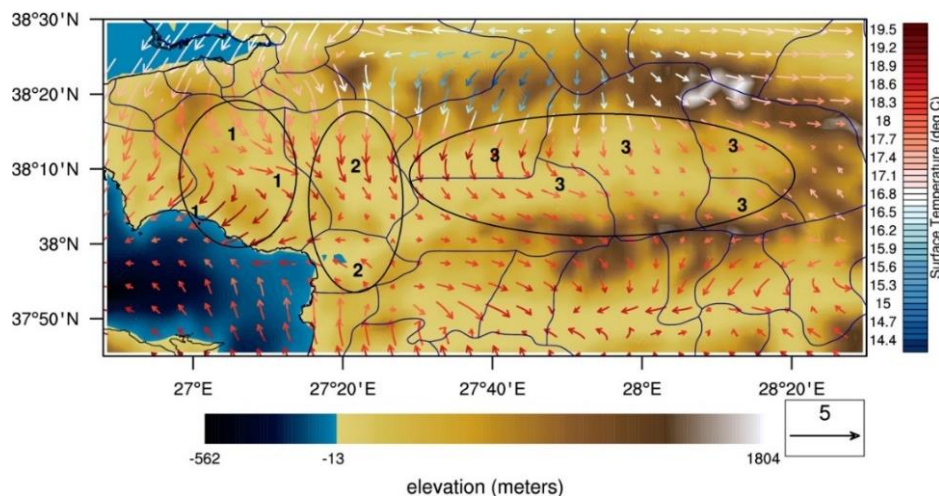 38°30'N
38°20'N
38°10'N
38°N
37°50'N
1
1
1
2
2
3
3
3
3
3
27°E
27°20'E
27°40'E
28°E
28°20'E
19.5
19.2
18.9
18.6
18.3
18
17.7
17.4
17.1
16.8
16.5
16.2
15.9
15.6
15.3
15
14.7
14.4
Surface Temperature (deg C)
-562
-13
1804
elevation (meters)
5